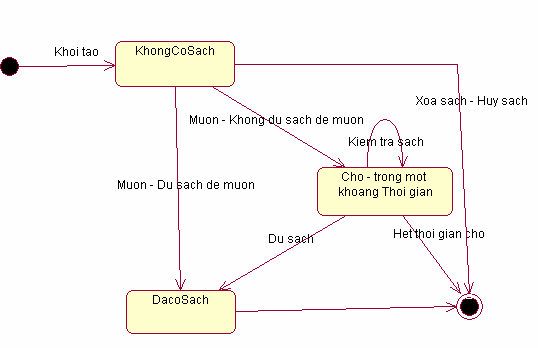 Khoi tao
KhongCoSach
Xoa sach - Huy sach
Muon - Khong du sach de muon
Kiem tra sach
Cho - trong mot
khoang Thoi gian
Muon - Du sach de muon
Du sach
Het thoi gian cho
DacoSach